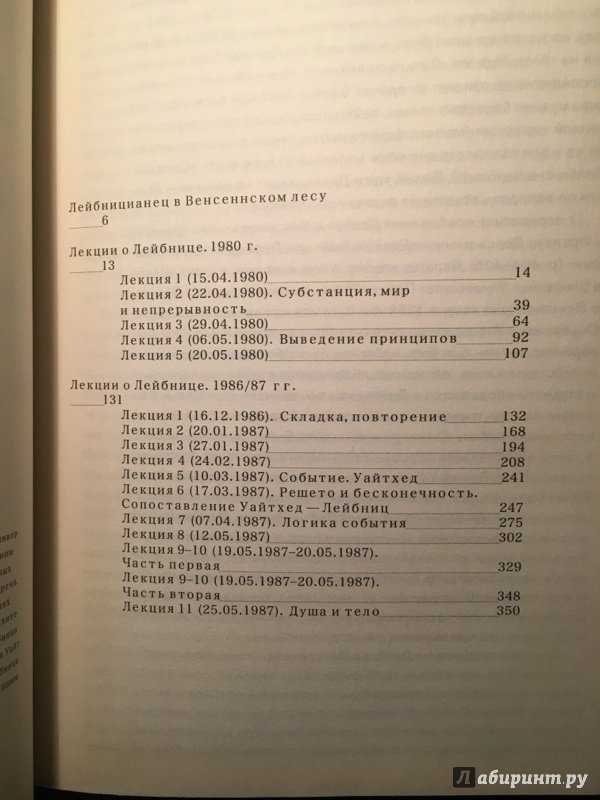 Лейбницианец в Венсеннском лесу
6
Лекции о Лейбнице. 1980 г.
13
Лекция 1 (15.04.1980) 14
Лекция 2 (22.04.1980). Субстанция, мир
и непрерывность 39
Лекция 3 (29.04.1980) 64
Лекция 4 (06.05.1980). Выведение принципов 92
Лекция 5 (20.05.1980) 107
Лекции о Лейбнице. 1986/87 гг.
131
Лекция 1 (16.12.1986). Складка, повторение 132
Лекция 2 (20.01.1987) 168
Лекция 3 (27.01.1987) 194
Лекция 4 (24.02.1987) 208
Лекция 5 (10.03.1987). Событие. Уайтхед 241
Лекция 6 (17.03.1987). Решето и бесконечность.
Сопоставление Уайтхед — Лейбниц 247
Лекция 7 (07.04.1987). Логика события 275
Лекция 8 (12.05.1987) 302
Лекция 9–10 (19.05.1987–20.05.1987).
Часть первая 329
Лекция 9–10 (19.05.1987–20.05.1987).
Часть вторая 348
Лекция 11 (25.05.1987). Душа и тело 350
абиринт.ру